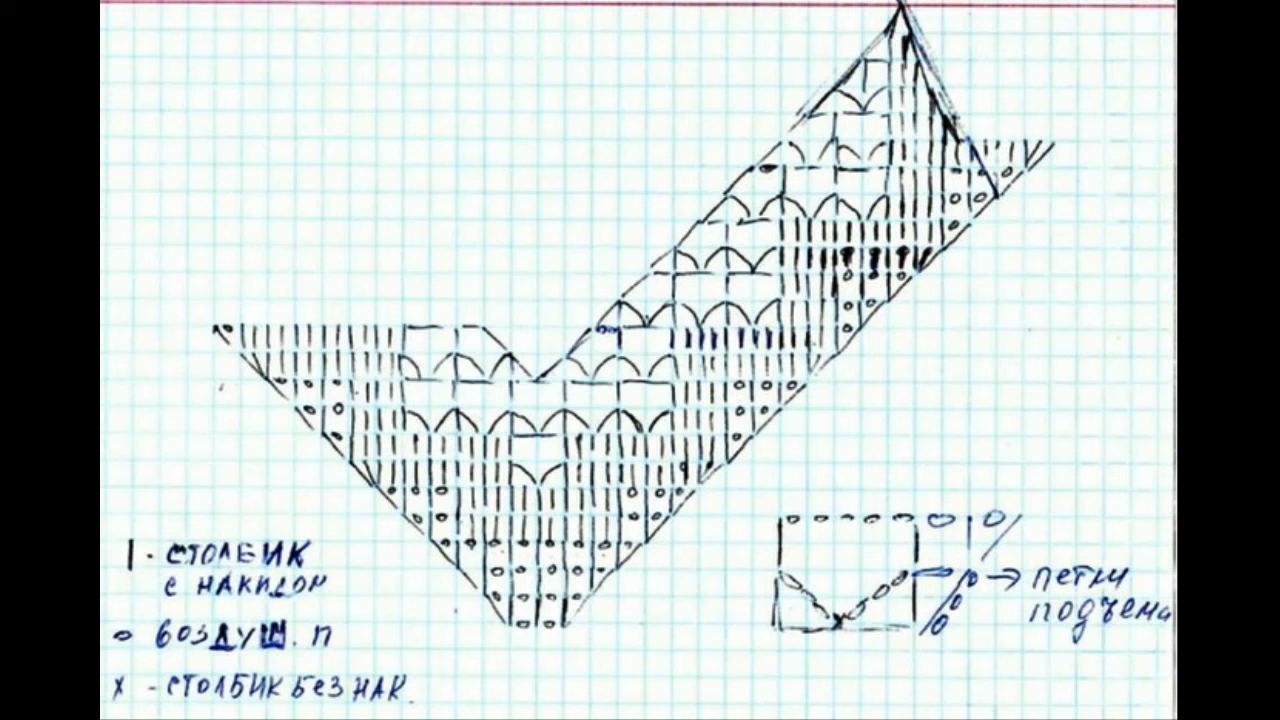 | - СТОЛБИК
С НАКИДОМ
о ВОЗДУШ. П
х - СТОЛБИК БЕЗ НАК.
→ ПЕТЛИ
ПОДЪЕМА